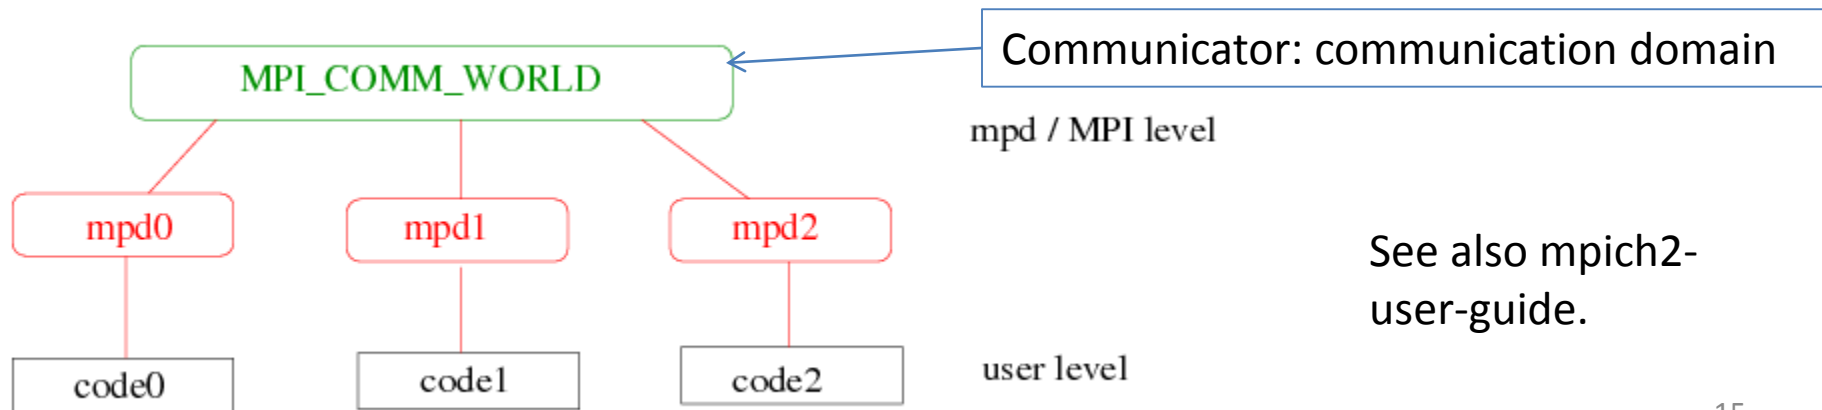 Communicator: communication domain
MPI_COMM_WORLD
mpd / MPI level
mpd0 mpd1 mpd2
See also mpich2-
user-guide.
code0 code1 code2
user level
15